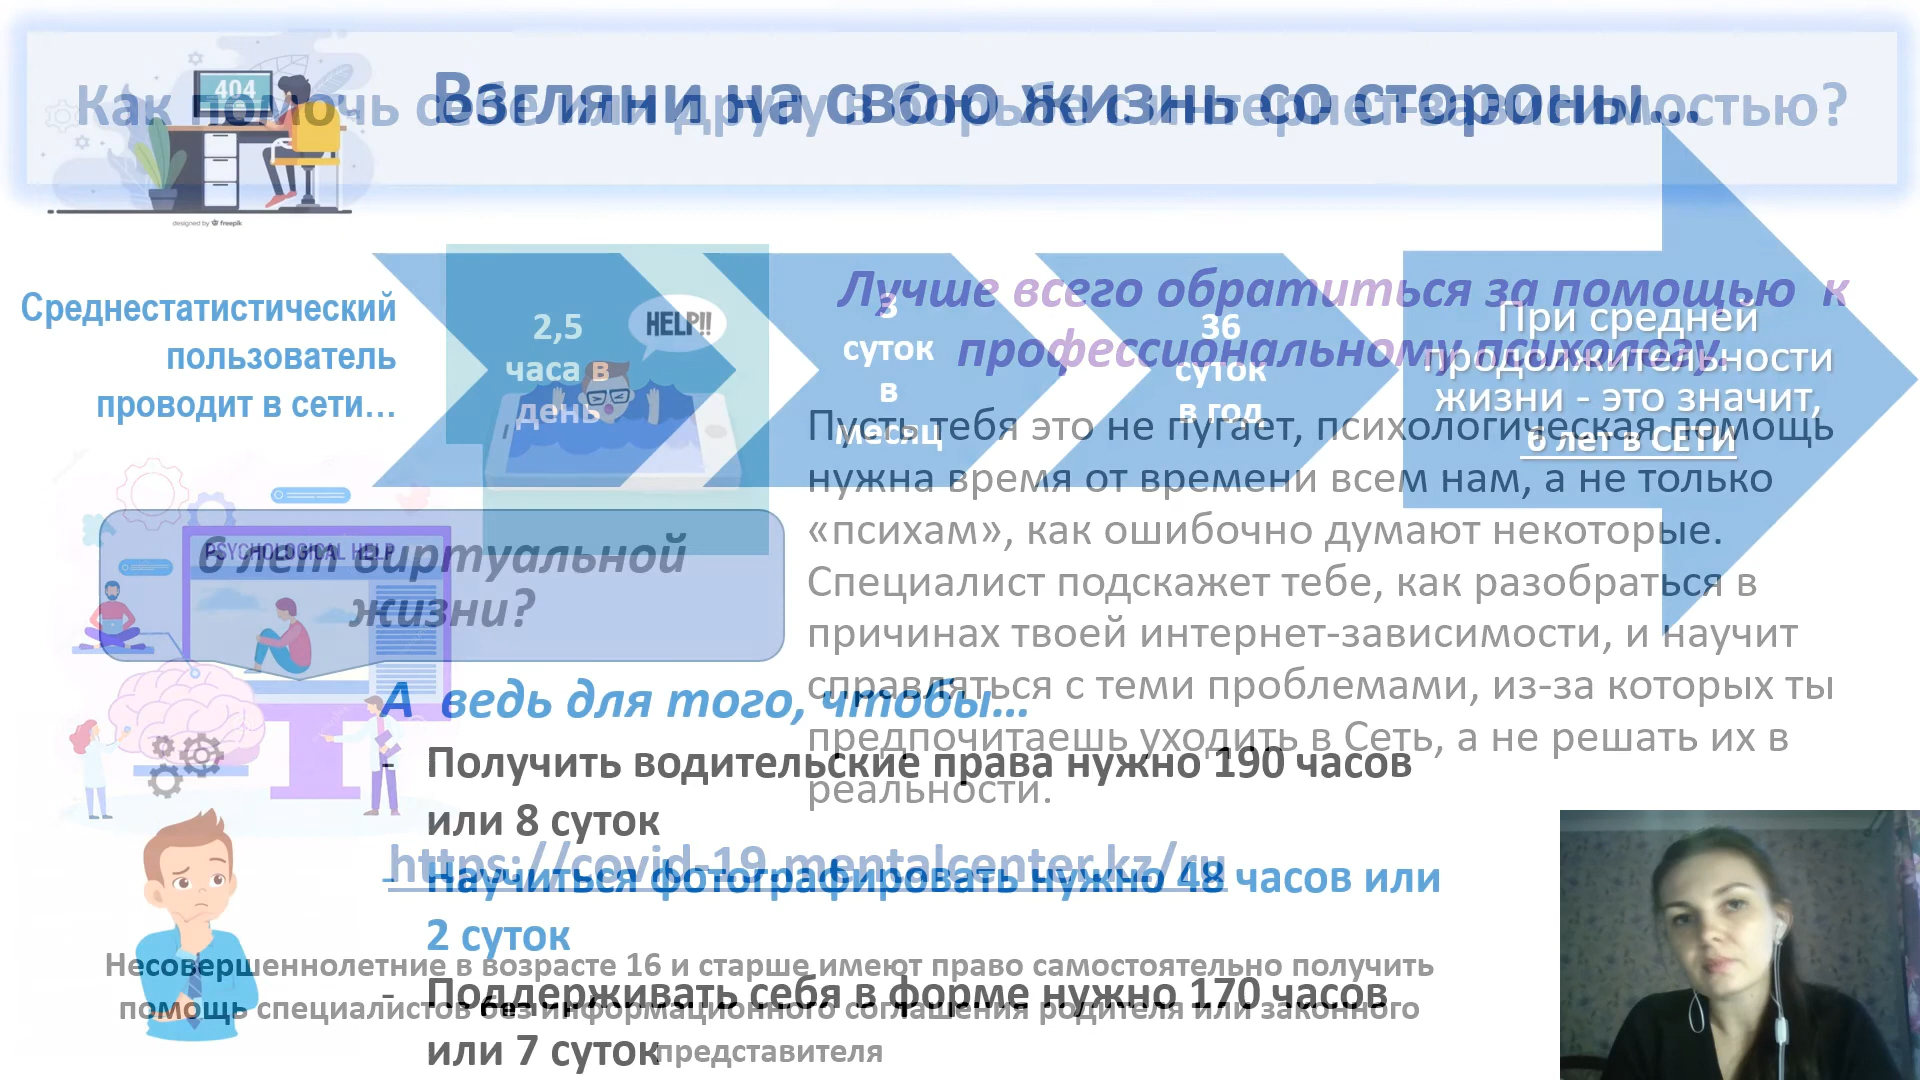 404
Взгляни на свою жизнь со стороны...
Как помочь себе или другу в борьбе с интернет-зависимостью?
designed by freepik
Среднестатистический
пользователь
проводит в сети...
2,5
часа в
день
HELP!!
3
суток
в
месяц
36
суток
в год
При средней
продолжительности
жизни - это значит,
6 лет в СЕТИ
Лучше всего обратиться за помощью к
профессиональному психологу.
Пусть тебя это не пугает, психологическая помощь
нужна время от времени всем нам, а не только
«психам», как ошибочно думают некоторые.
Специалист подскажет тебе, как разобраться в
причинах твоей интернет-зависимости, и научит
справляться с теми проблемами, из-за которых ты
предпочитаешь уходить в Сеть, а не решать их в
реальности.
PSYCHOLOGICAL HELP
6 лет виртуальной
жизни?
А ведь для того, чтобы...
- Получить водительские права нужно 190 часов
или 8 суток
- Научиться фотографировать нужно 48 часов или
2 суток
- Поддерживать себя в форме нужно 170 часов
или 7 суток
https://covid-19.mentalcenter.kz/ru
Несовершеннолетние в возрасте 16 и старше имеют право самостоятельно получить
помощь специалистов без информационного соглашения родителя или законного
представителя